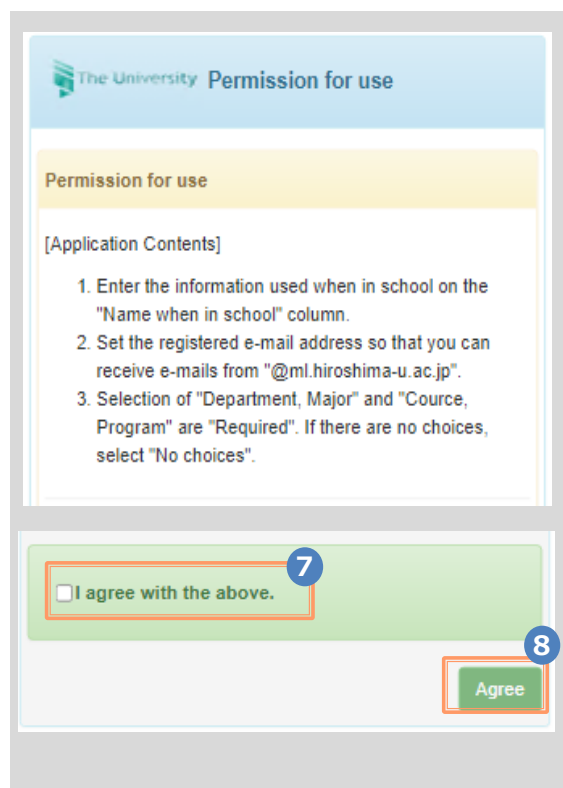 The University Permission for use
Permission for use
[Application Contents]
1. Enter the information used when in school on the
"Name when in school" column.
2. Set the registered e-mail address so that you can
receive e-mails from "@ml.hiroshima-u.ac.jp".
3. Selection of "Department, Major" and "Cource,
Program" are "Required". If there are no choices,
select "No choices".
7
I agree with the above.
8
Agree